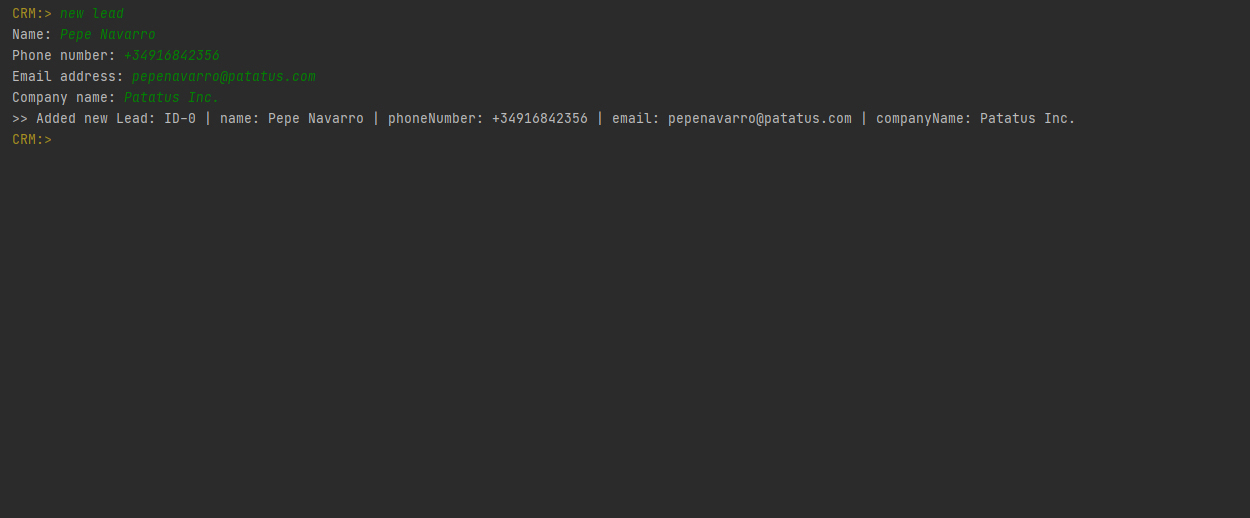 CRM:> new lead
Name: Pepe Navarro
Phone number: +34916842356
Email address: pepenavarro@patatus.com
Company name: Patatus Inc.
>> Added new Lead: ID-0 | name: Pepe Navarro | phoneNumber: +34916842356 | email: pepenavarro@patatus.com | companyName: Patatus Inc.
CRM:>